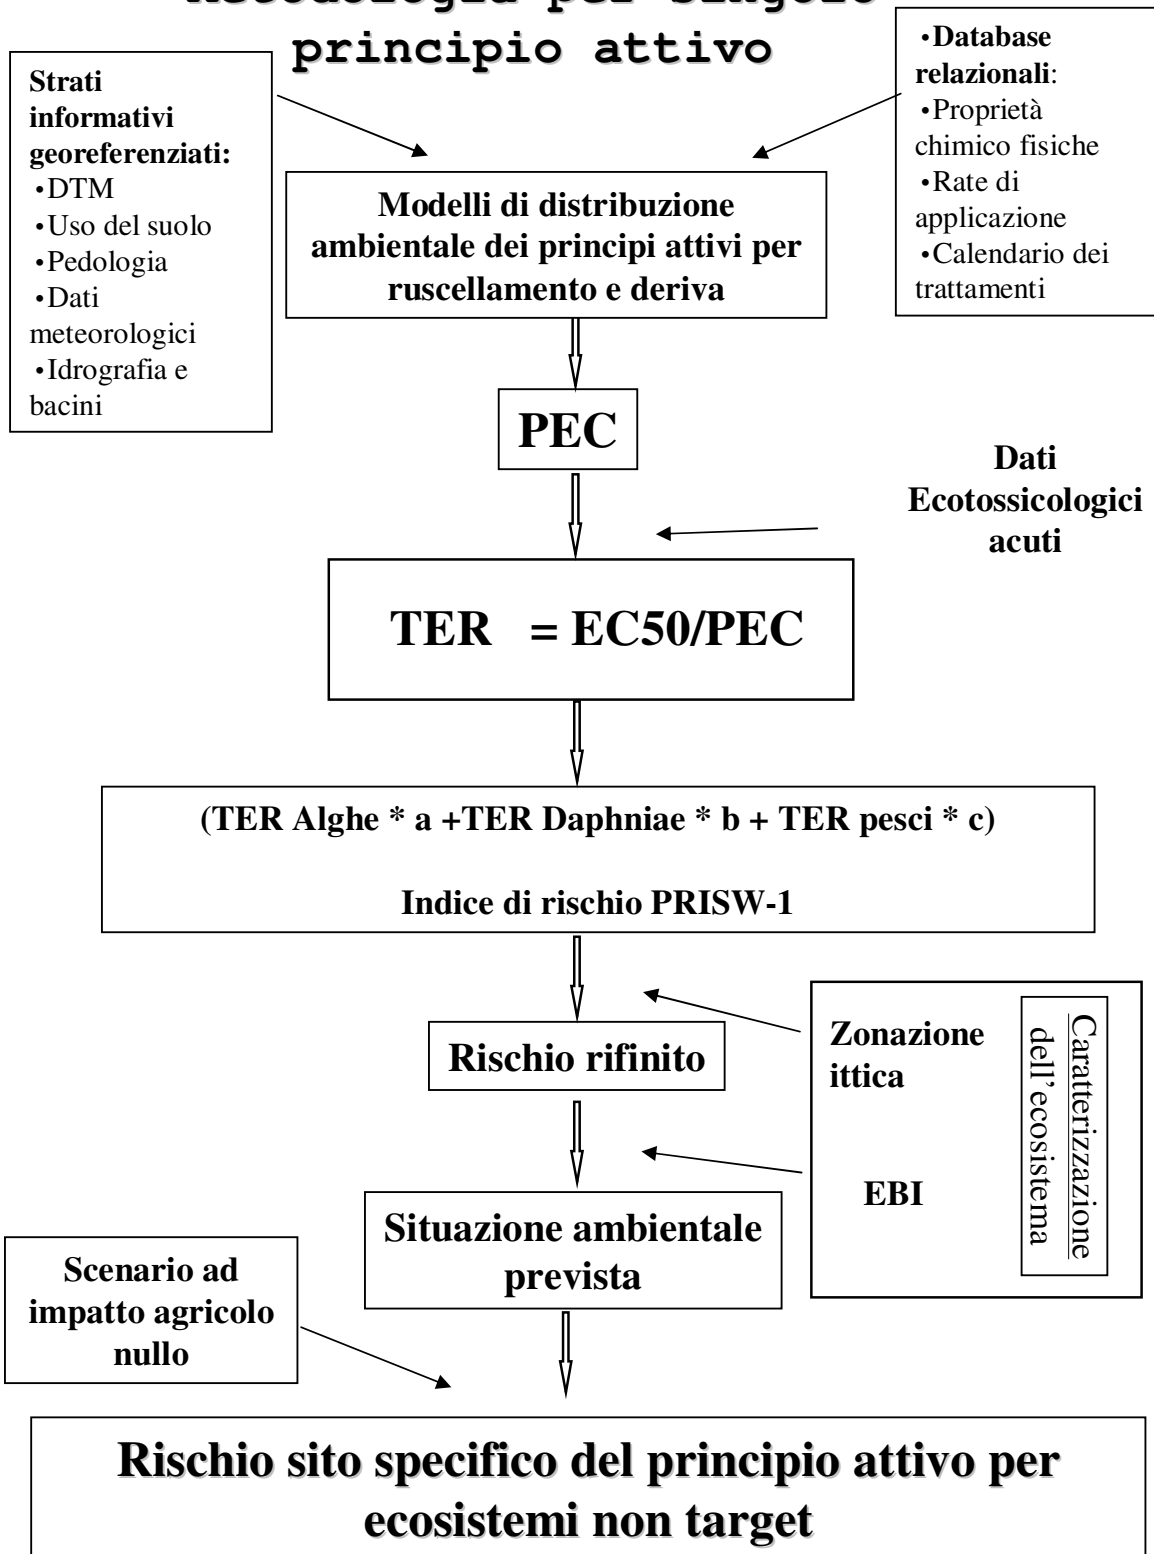 Metodologia per singolo
principio attivo
Strati
informativi
georeferenziati:
•DTM
•Uso del suolo
•Pedologia
•Dati
meteorologici
•Idrografia e
bacini
•Database
relazionali:
•Proprietà
chimico fisiche
•Rate di
applicazione
•Calendario dei
trattamenti
Modelli di distribuzione
ambientale dei principi attivi per
ruscellamento e deriva
PEC
Dati
Ecotossicologici
acuti
TER = EC50/PEC
(TER Alghe * a +TER Daphniae * b + TER pesci * c)
Indice di rischio PRISW-1
Rischio rifinito
Zonazione
ittica
EBI
Caratterizzazione
dell'ecosistema
Situazione ambientale
prevista
Scenario ad
impatto agricolo
nullo
Rischio sito specifico del principio attivo per
ecosistemi non target